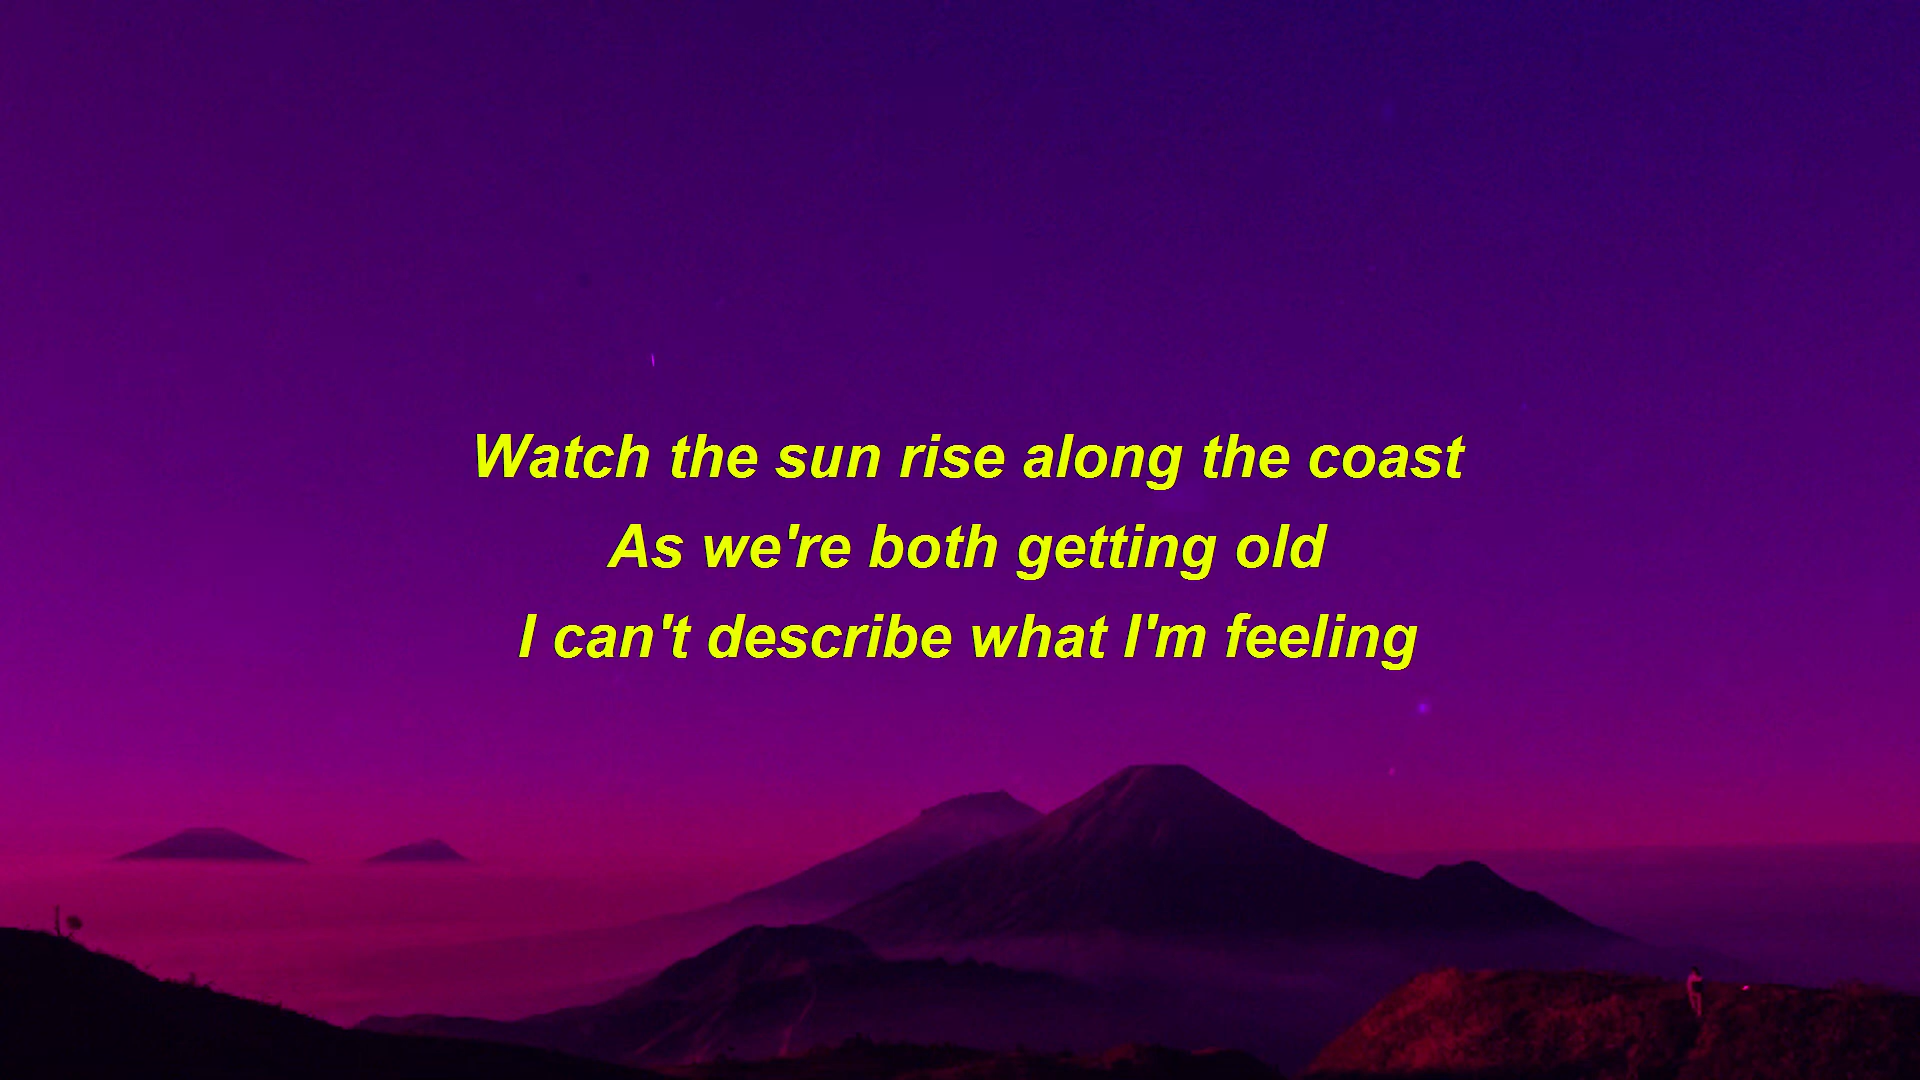 Watch the sun rise along the coast
As we're both getting old
I can't describe what I'm feeling